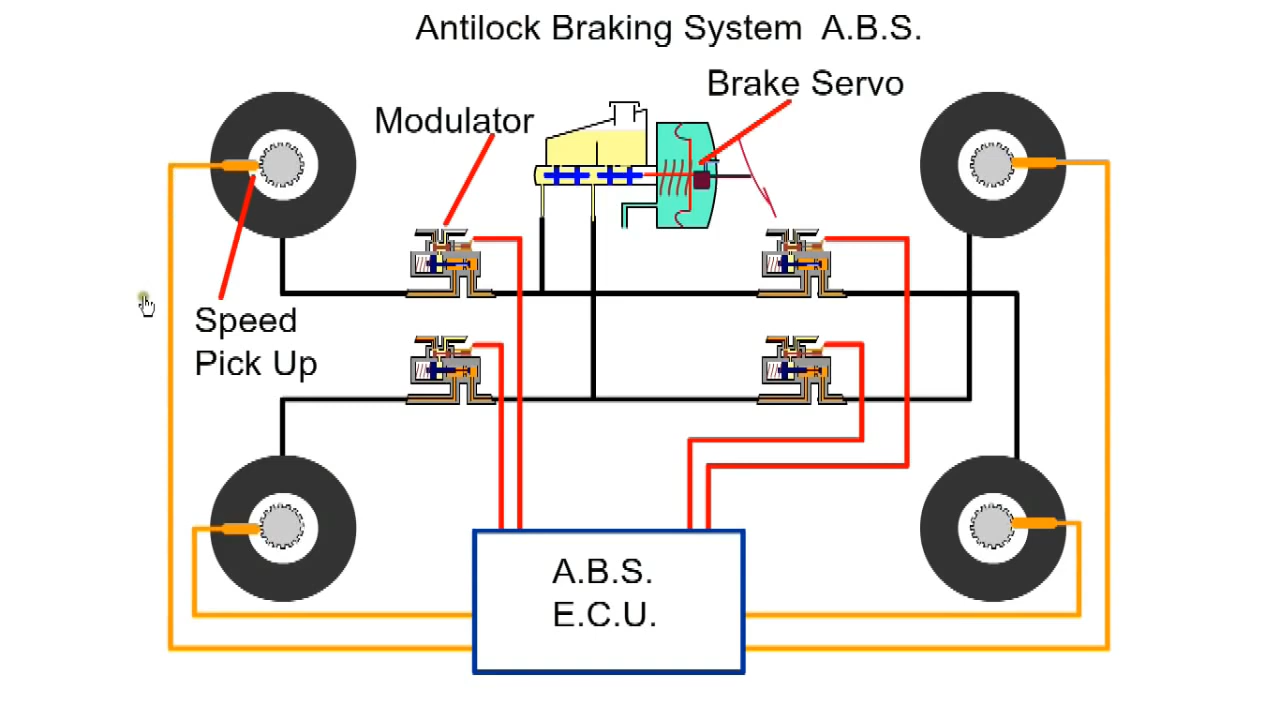 Antilock Braking System A.B.S.
Brake Servo
Modulator
Speed
Pick Up
A.B.S.
E.C.U.